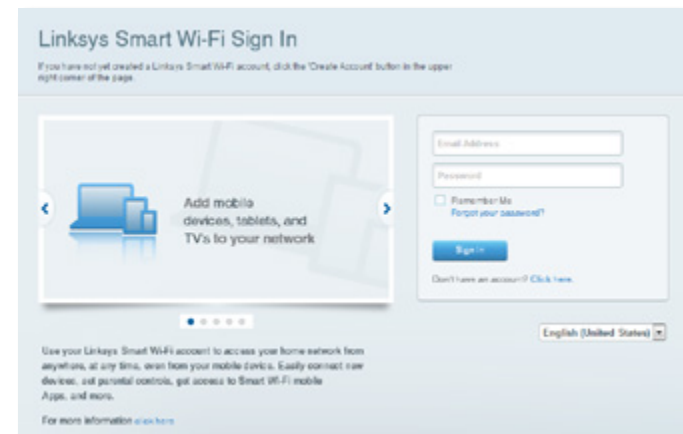 Linksys Smart Wi-Fi Sign In
If you have not yet created a Linksys Smart Wi-Fi account, click the 'Create Account' button in the upper
right corner of the page.
Add mobile
devices, tablets, and
TVs to your network
Email Address
Password
Remember Me
Forgot your password?
Sign In
Don't have an account? Click here.
English (United States)
Use your Linksys Smart Wi-Fi account to access your home network from
anywhere, at any time, even from your mobile device. Easily connect new
devices, set parental controls, get access to Smart Wi-Fi mobile
Apps, and more.
For more information click here